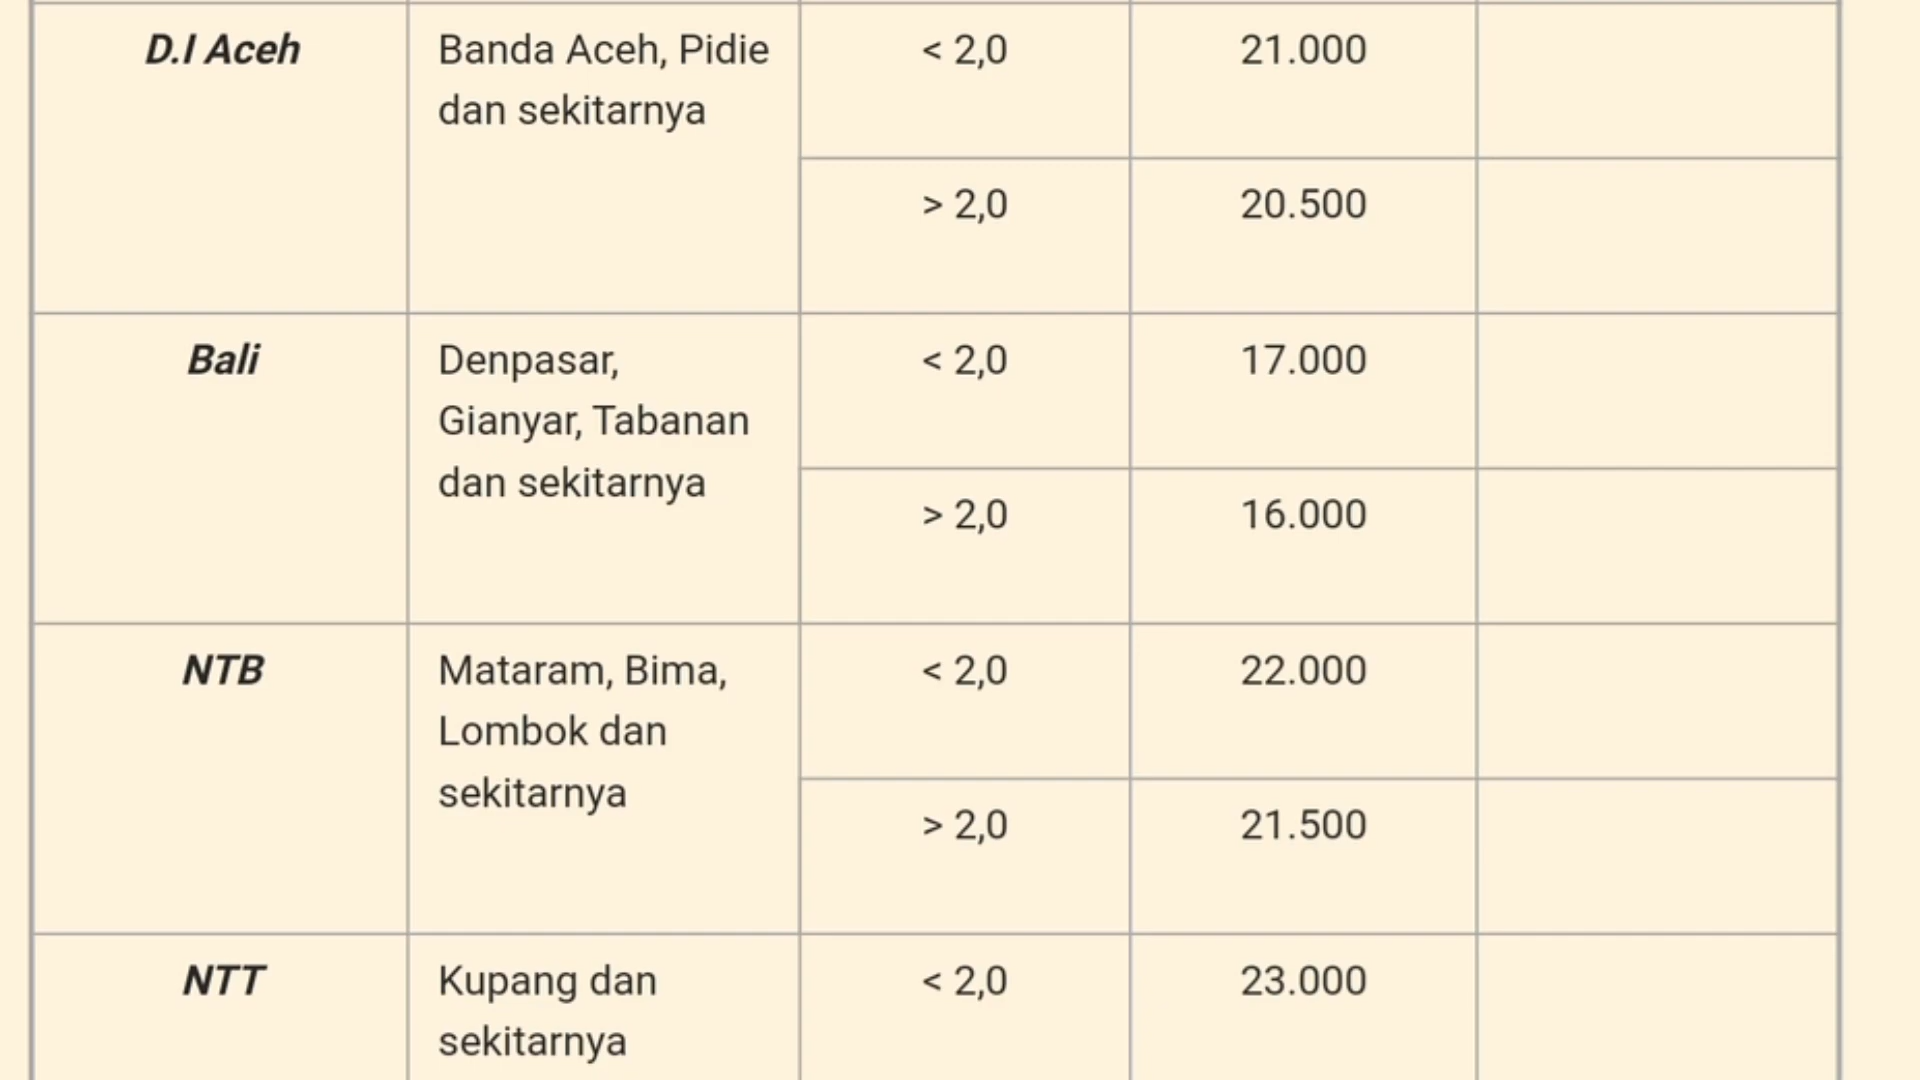 D.I Aceh
Banda Aceh, Pidie
dan sekitarnya
< 2,0
21.000
> 2,0
20.500
Bali
Denpasar,
Gianyar, Tabanan
dan sekitarnya
< 2,0
17.000
> 2,0
16.000
NTB
Mataram, Bima,
Lombok dan
sekitarnya
< 2,0
22.000
> 2,0
21.500
NTT
Kupang dan
sekitarnya
< 2,0
23.000